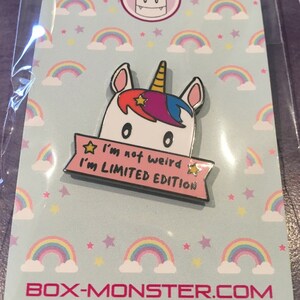 I'm not weird
I'm LIMITED EDITION
BOX-MONSTER.COM